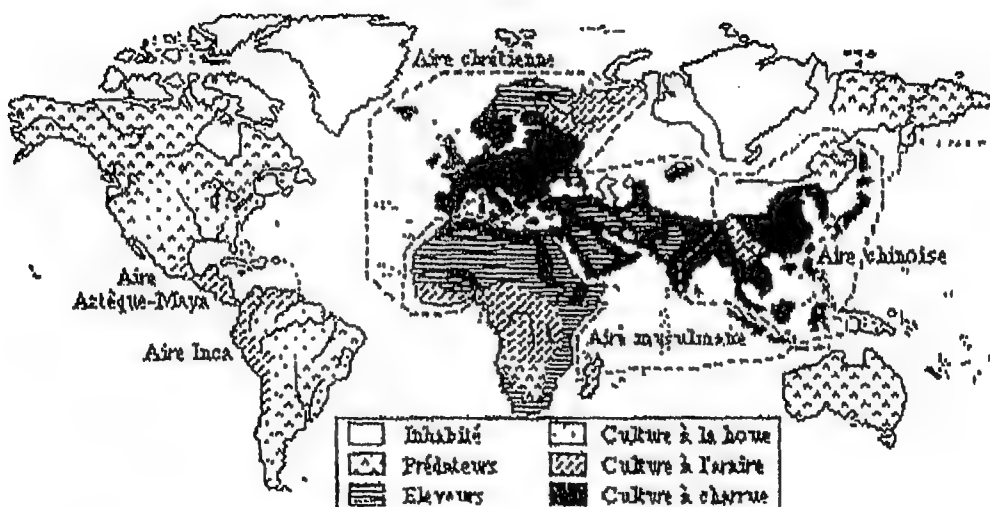 Aire chrétienne
Aire
Aztèque-Maya
Aire chinoise
Aire Inca
Aire musulmane
Inhabité
Prédateurs
Eleveurs
Culture à la houe
Culture à l'araire
Culture à charrue